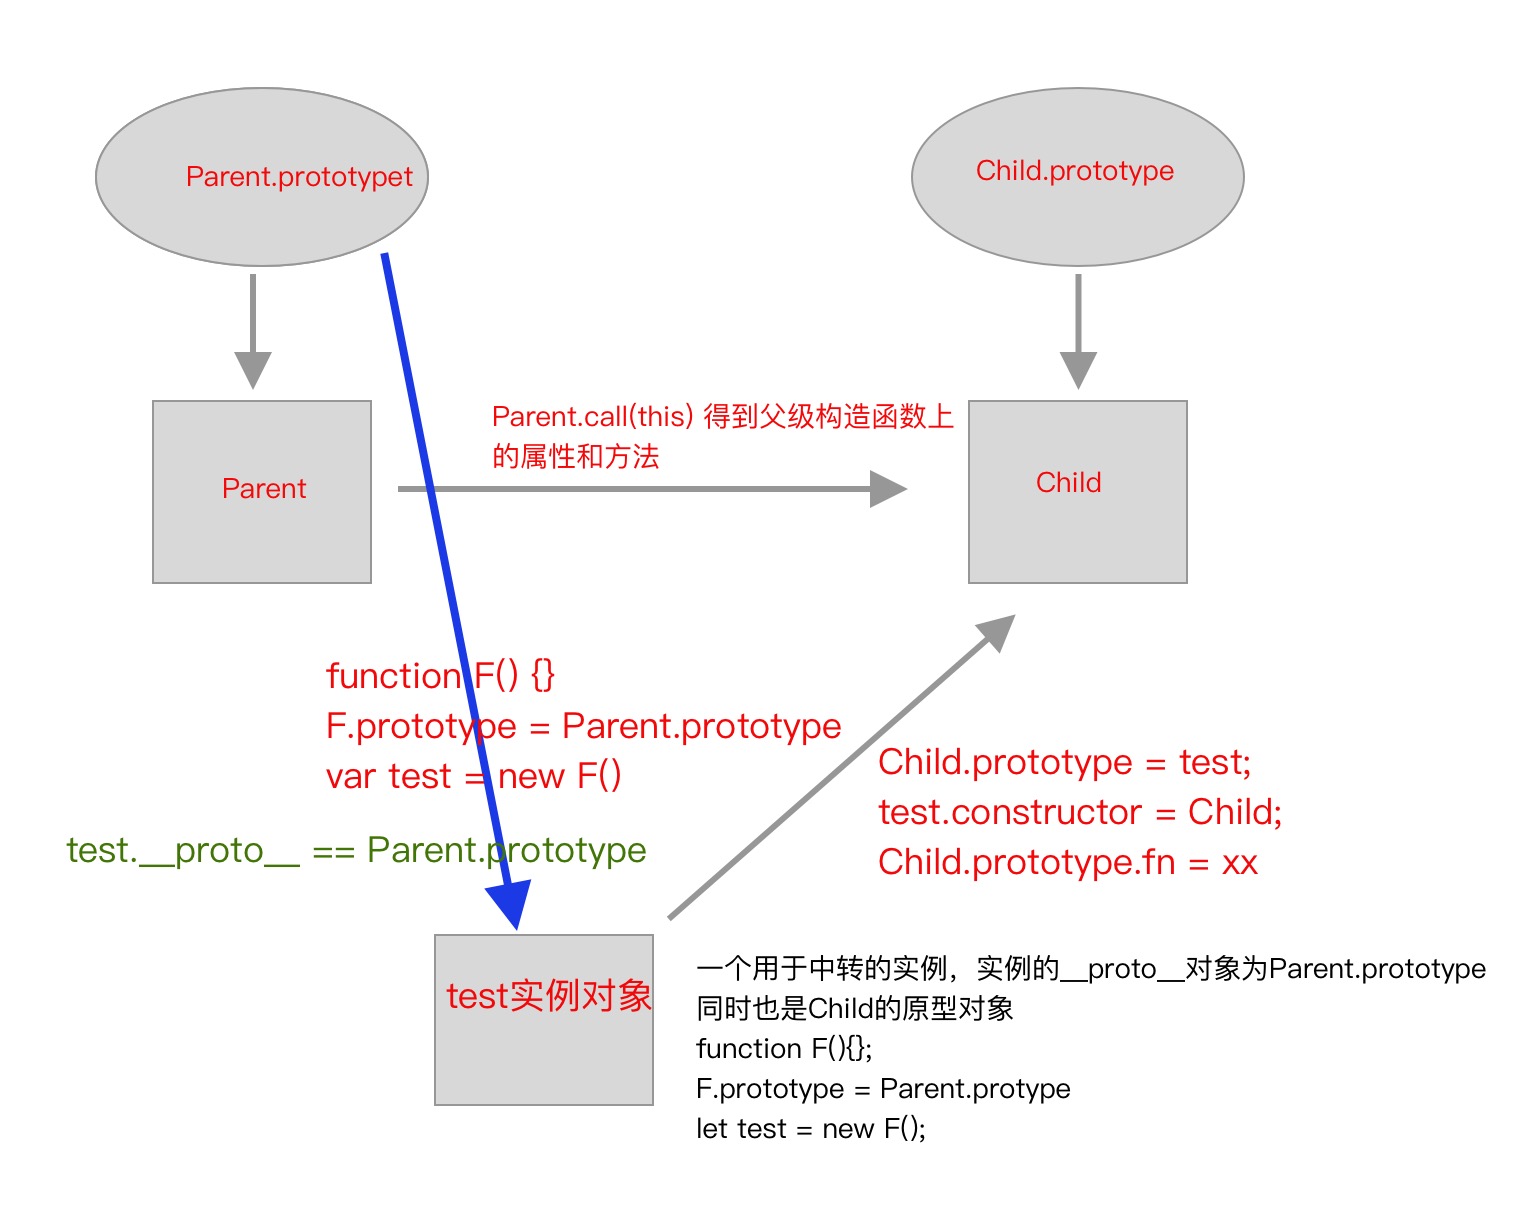 Parent.prototypet
Child.prototype
Parent.call(this) 得到父级构造函数上
的属性和方法
Parent
Child
function F() {}
F.prototype = Parent.prototype
var test = new F()
Child.prototype = test;
test.constructor = Child;
Child.prototype.fn = xx
test.__proto__ == Parent.prototype
test实例对象
一个用于中转的实例，实例的__proto__对象为Parent.prototype
同时也是Child的原型对象
function F(){};
F.prototype = Parent.protype
let test = new F();